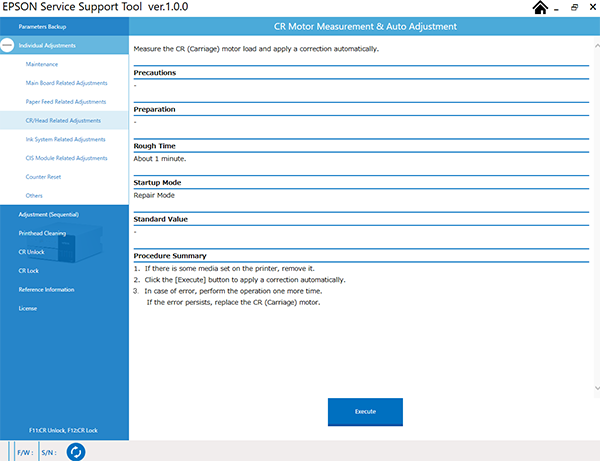 EPSON Service Support Tool ver.1.0.0
Parameters Backup
Individual Adjustments
Maintenance
Main Board Related Adjustments
Paper Feed Related Adjustments
CR/Head Related Adjustments
Ink System Related Adjustments
CIS Module Related Adjustments
Counter Reset
Others
Adjustment (Sequential)
Printhead Cleaning
CR Unlock
CR Lock
Reference Information
License
F11:CR Unlock, F12:CR Lock
CR Motor Measurement & Auto Adjustment
Measure the CR (Carriage) motor load and apply a correction automatically.
Precautions
-
Preparation
-
Rough Time
About 1 minute.
Startup Mode
Repair Mode
Standard Value
-
Procedure Summary
1. If there is some media set on the printer, remove it.
2. Click the [Execute] button to apply a correction automatically.
3. In case of error, perform the operation one more time.
If the error persists, replace the CR (Carriage) motor.
Execute
F/W : S/N :